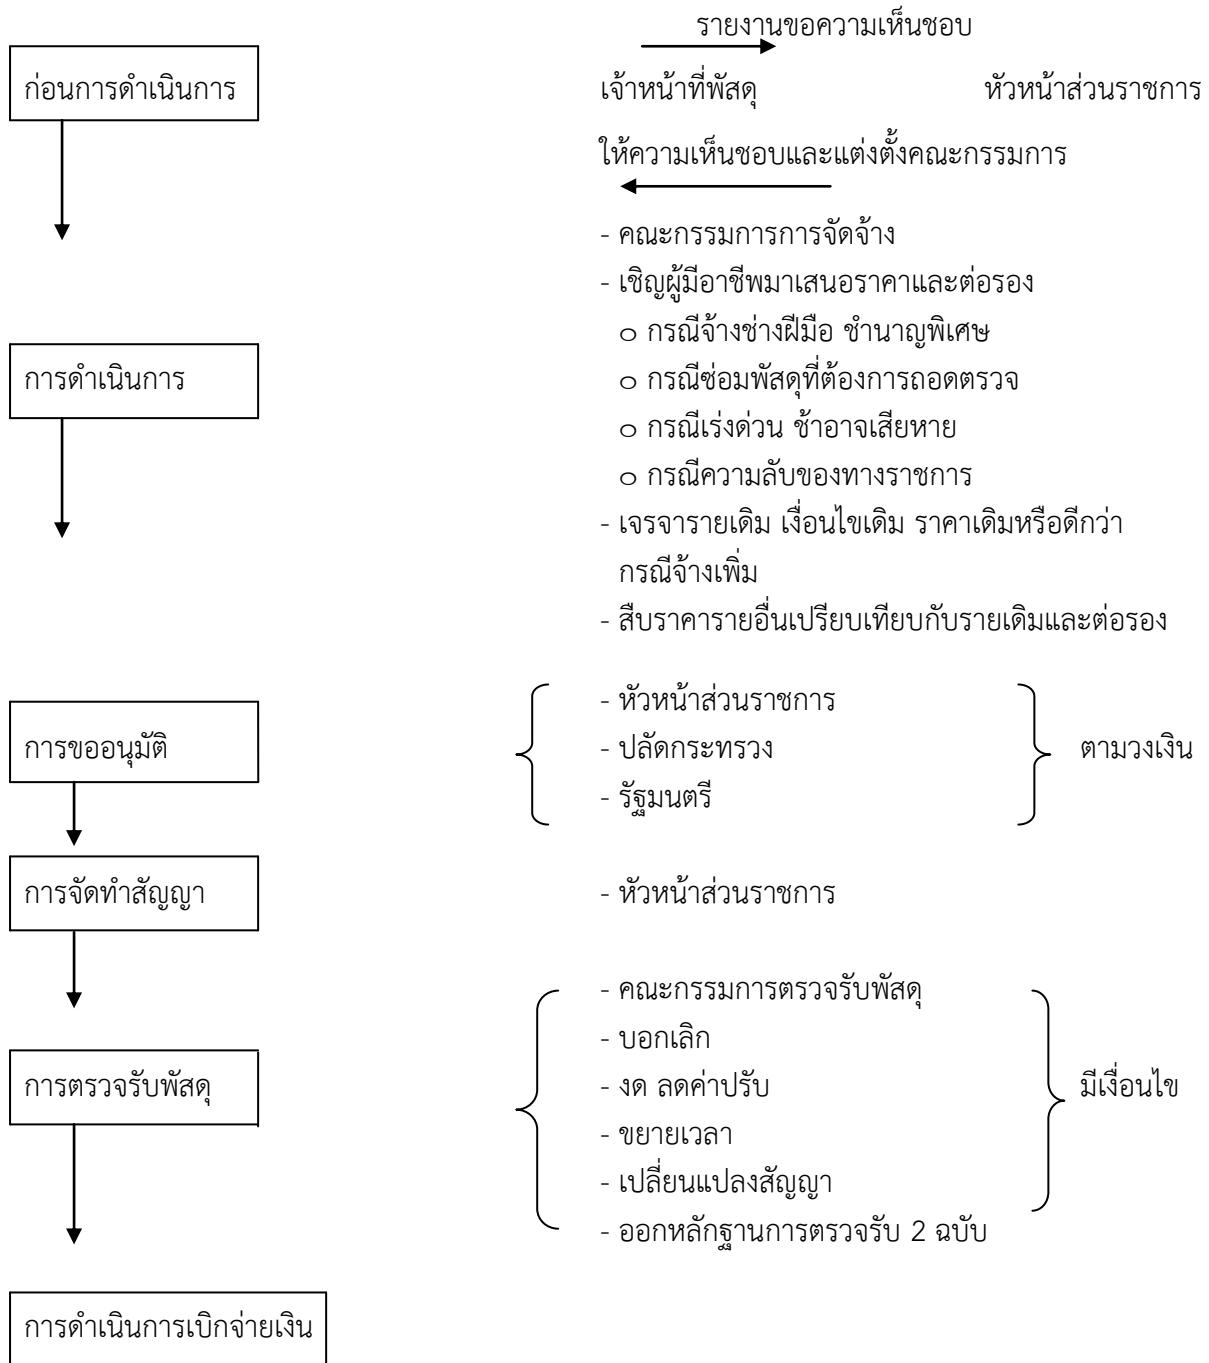 รายงานขอความเห็นชอบ
ก่อนการดำเนินการ เจ้าหน้าที่พัสดุ หัวหน้าส่วนราชการ
ให้ความเห็นชอบและแต่งตั้งคณะกรรมการ
- คณะกรรมการการจัดจ้าง
- เชิญผู้มีอาชีพมาเสนอราคาและต่อรอง
o กรณีจ้างช่างฝีมือ ชำนาญพิเศษ
การดำเนินการ
o กรณีซ่อมพัสดุที่ต้องการถอดตรวจ
o กรณีเร่งด่วน ช้าอาจเสียหาย
o กรณีความลับของทางราชการ
- เจรจารายเดิม เงื่อนไขเดิม ราคาเดิมหรือดีกว่า
กรณีจ้างเพิ่ม
- สืบราคารายอื่นเปรียบเทียบกับรายเดิมและต่อรอง
- หัวหน้าส่วนราชการ
การขออนุมัติ - ปลัดกระทรวง ตามวงเงิน
- รัฐมนตรี
การจัดทำสัญญา - หัวหน้าส่วนราชการ
- คณะกรรมการตรวจรับพัสดุ
- บอกเลิก
การตรวจรับพัสดุ - งด ลดค่าปรับ มีเงื่อนไข
- ขยายเวลา
- เปลี่ยนแปลงสัญญา
- ออกหลักฐานการตรวจรับ 2 ฉบับ
การดำเนินการเบิกจ่ายเงิน